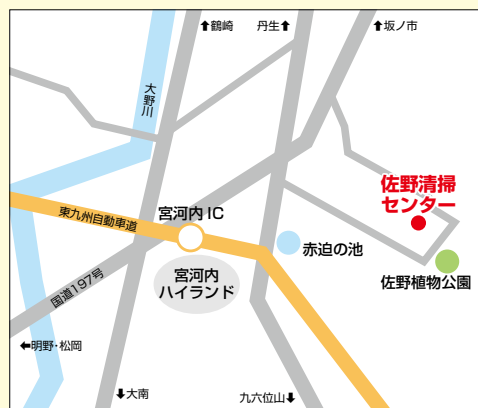 ⬆鶴崎
丹生⬆
⬆坂ノ市
大野川
佐野清掃
センター
東九州自動車道
宮河内 IC
赤迫の池
佐野植物公園
宮河内
ハイランド
国道197号
⬅明野・松岡
⬇大南
九六位山⬇